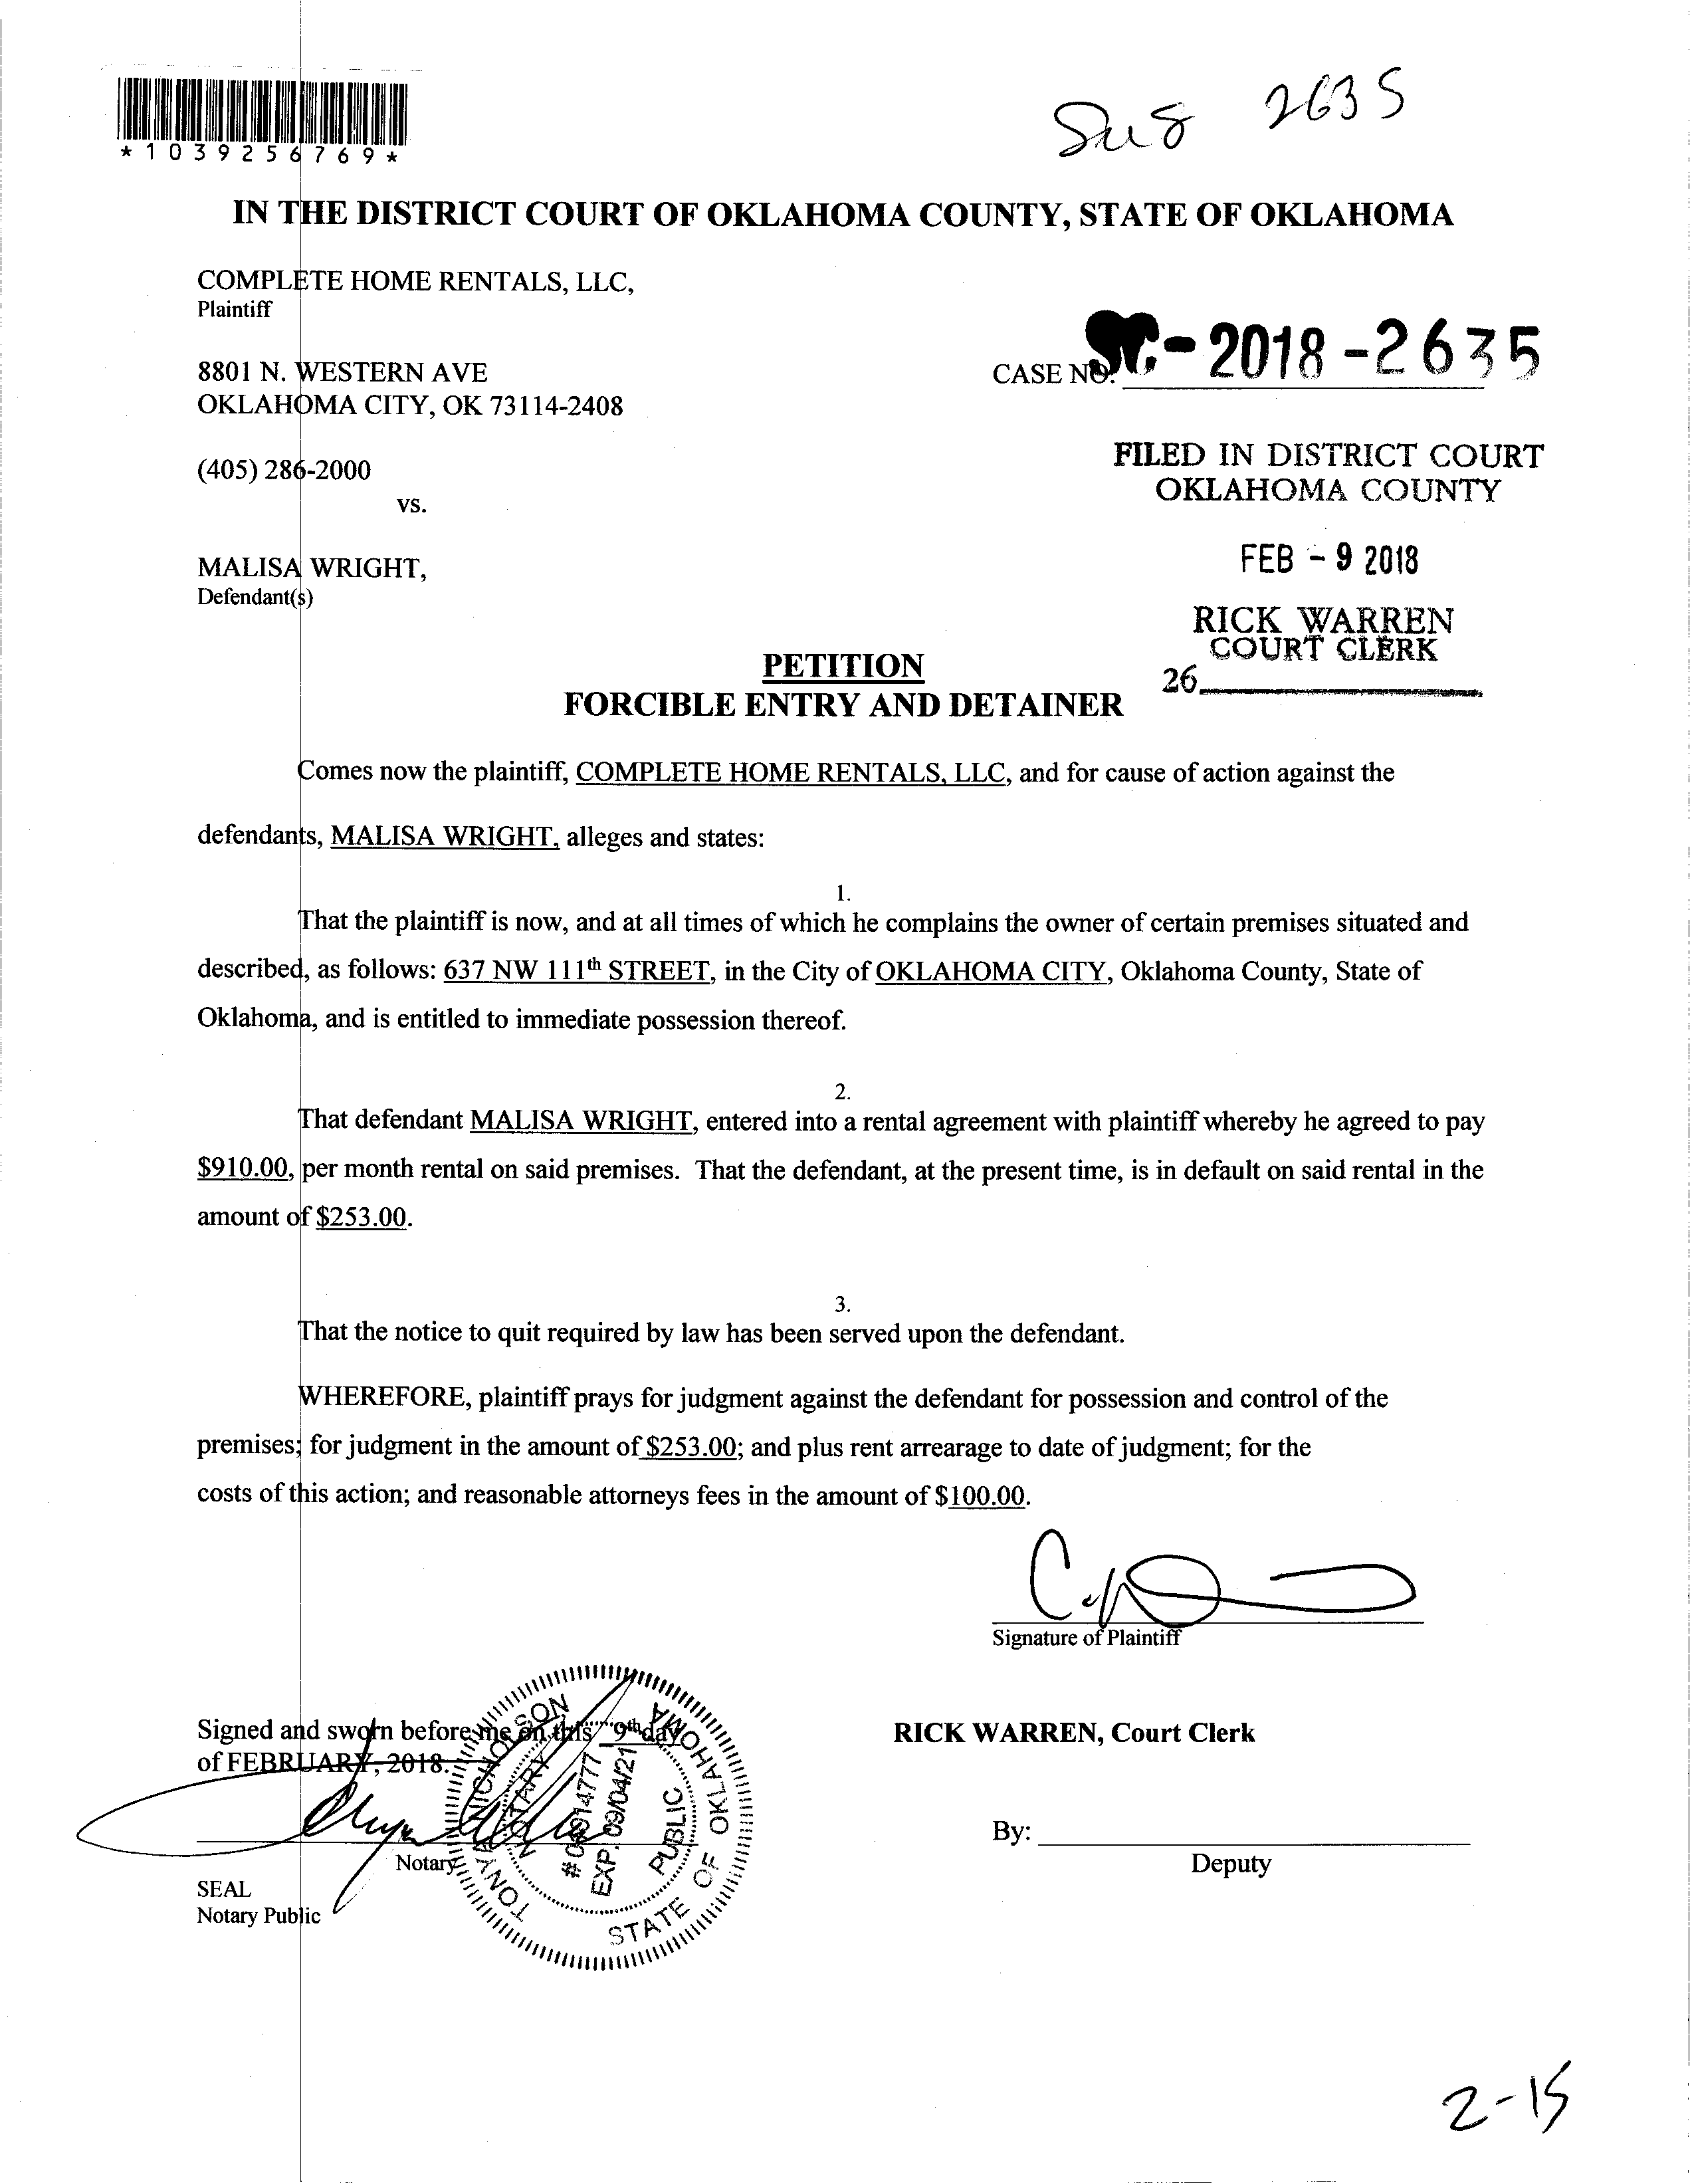 *1039256769*
2635
IN THE DISTRICT COURT OF OKLAHOMA COUNTY, STATE OF OKLAHOMA
COMPLETE HOME RENTALS, LLC,
Plaintiff
8801 N. WESTERN AVE
OKLAHOMA CITY, OK 73114-2408
CASE NO. - 2018 - 2635
(405) 286-2000
vs.
FILED IN DISTRICT COURT
OKLAHOMA COUNTY
FEB - 9 2018
MALISA WRIGHT,
Defendant(s)
RICK WARREN
COURT CLERK
26
PETITION
FORCIBLE ENTRY AND DETAINER
Comes now the plaintiff, COMPLETE HOME RENTALS, LLC, and for cause of action against the
defendants, MALISA WRIGHT, alleges and states:
1.
That the plaintiff is now, and at all times of which he complains the owner of certain premises situated and
described, as follows: 637 NW 111th STREET, in the City of OKLAHOMA CITY, Oklahoma County, State of
Oklahoma, and is entitled to immediate possession thereof.
2.
That defendant MALISA WRIGHT, entered into a rental agreement with plaintiff whereby he agreed to pay
$910.00, per month rental on said premises. That the defendant, at the present time, is in default on said rental in the
amount of $253.00.
3.
That the notice to quit required by law has been served upon the defendant.
WHEREFORE, plaintiff prays for judgment against the defendant for possession and control of the
premises; for judgment in the amount of $253.00; and plus rent arrearage to date of judgment; for the
costs of this action; and reasonable attorneys fees in the amount of $100.00.
Signature of Plaintiff
Signed and sworn before me on this 9th day
of FEBRUARY, 2018.
RICK WARREN, Court Clerk
NOTARY
PUBLIC
EXP. 09/04/21
STATE OF OKLAHOMA
By:
Deputy
Notary
SEAL
Notary Public
2-15